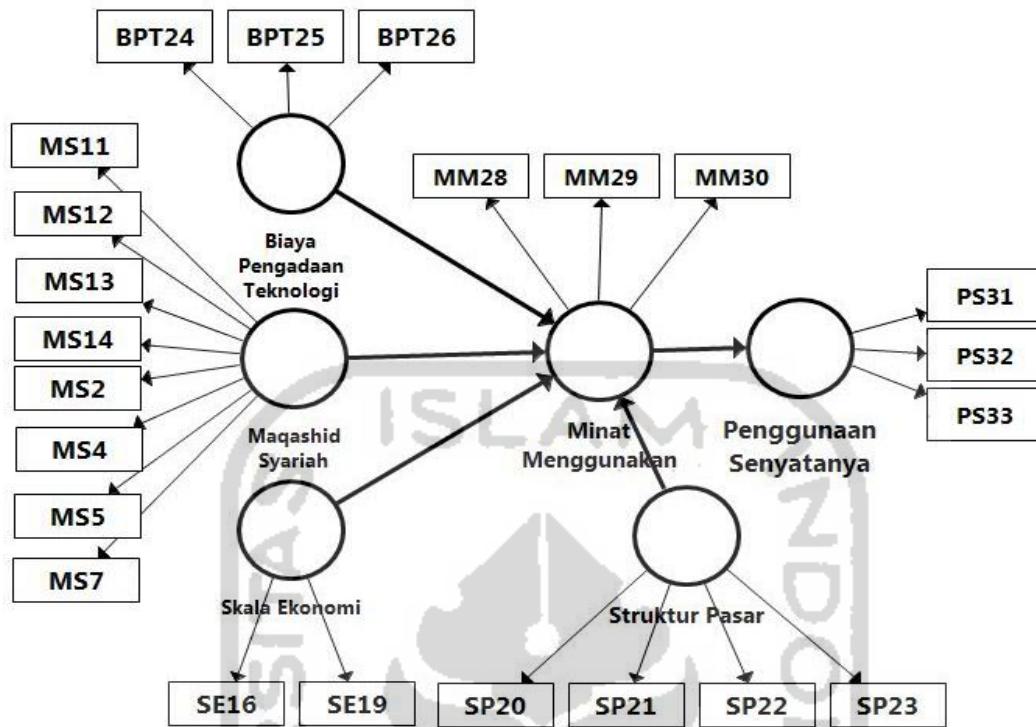 BPT24
BPT25
BPT26
MS11
MS12
MS13
MS14
MS2
MS4
MS5
MS7
Biaya
Pengadaan
Teknologi
MM28
MM29
MM30
PS31
PS32
PS33
Maqashid
Syariah
Minat
Menggunakan
Penggunaan
Senyatanya
Skala Ekonomi
Struktur Pasar
SE16
SE19
SP20
SP21
SP22
SP23
ISLAM